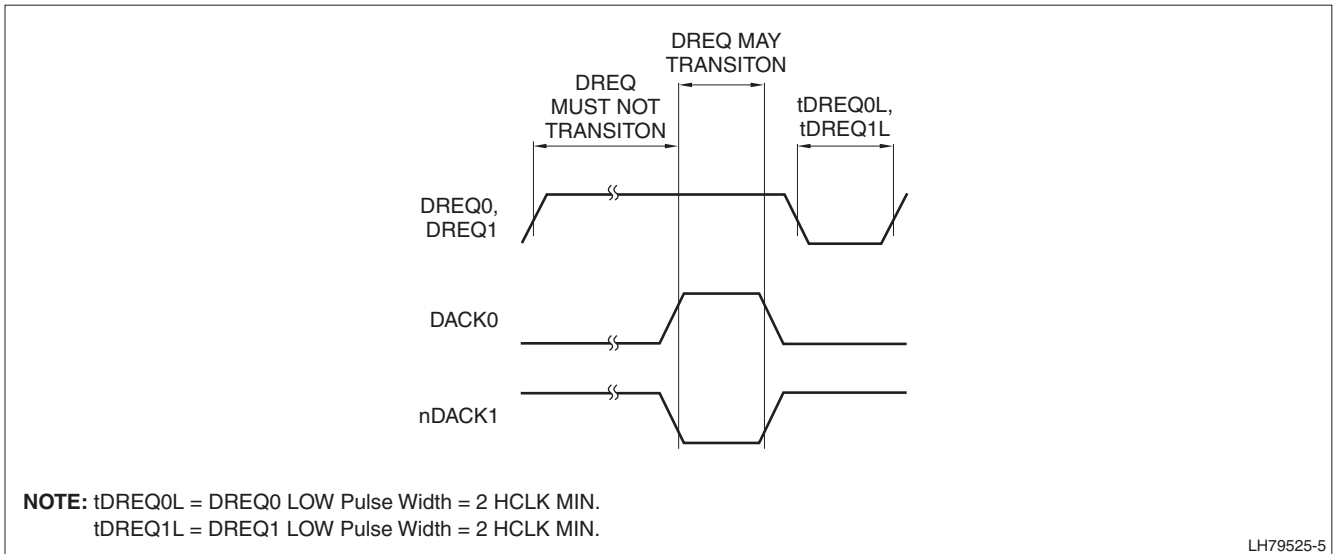 DREQ MAY
TRANSITON
DREQ
MUST NOT
TRANSITON
tDREQ0L,
tDREQ1L
DREQ0,
DREQ1
DACK0
nDACK1
NOTE: tDREQ0L = DREQ0 LOW Pulse Width = 2 HCLK MIN.
tDREQ1L = DREQ1 LOW Pulse Width = 2 HCLK MIN.
LH79525-5